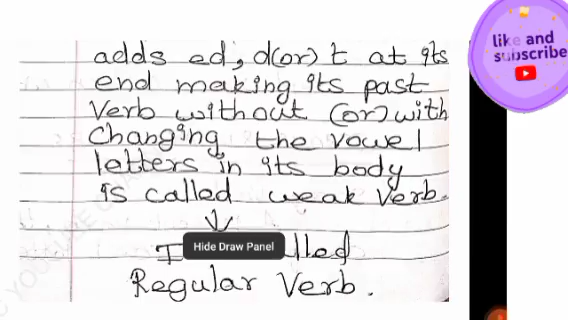 adds ed, d(or) t at its
end making its past
Verb without (or) with
changing the vowel
letters in its body
is called weak Verb.
Hide Draw Panel
Regular Verb.
like and
subscribe